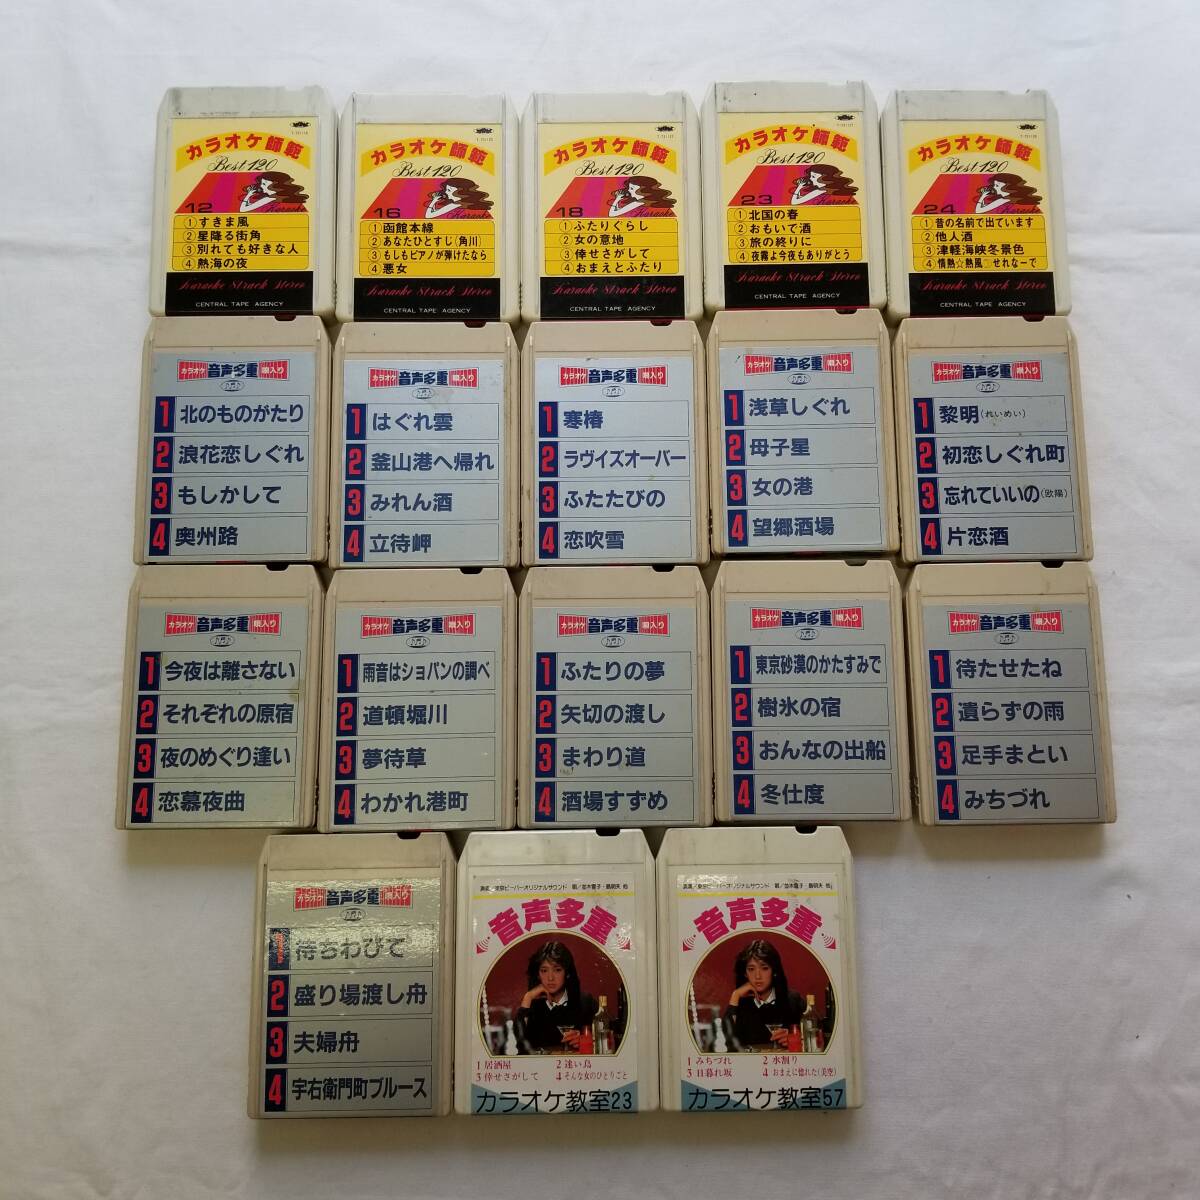 カラオケ師範
Best 120
12
Karaoke
①すきま風
②星降る街角
③別れても好きな人
④熱海の夜
Karaoke 8track Stereo
CENTRAL TAPE AGENCY
カラオケ師範
Best 120
16
Karaoke
①函館本線
②あなたひとすじ(角川)
③もしもピアノが弾けたなら
④悪女
Karaoke 8track Stereo
CENTRAL TAPE AGENCY
カラオケ師範
Best 120
18
Karaoke
①ふたりぐらし
②女の意地
③倖せさがして
④おまえとふたり
Karaoke 8track Stereo
CENTRAL TAPE AGENCY
カラオケ師範
Best 120
23
Karaoke
①北国の春
②おもいで酒
③旅の終りに
④夜霧よ今夜もありがとう
Karaoke 8track Stereo
CENTRAL TAPE AGENCY
カラオケ師範
Best 120
24
Karaoke
①昔の名前で出ています
②他人酒
③津軽海峡冬景色
④情熱☆熱風 せれなーで
Karaoke 8track Stereo
CENTRAL TAPE AGENCY
カラオケ 音声多重 唄入り
1 北のものがたり
2 浪花恋しぐれ
3 もしかして
4 奥州路
カラオケ 音声多重 唄入り
1 はぐれ雲
2 釜山港へ帰れ
3 みれん酒
4 立待岬
カラオケ 音声多重 唄入り
1 寒椿
2 ラヴイズオーバー
3 ふたたびの
4 恋吹雪
カラオケ 音声多重 唄入り
1 浅草しぐれ
2 母子星
3 女の港
4 望郷酒場
カラオケ 音声多重 唄入り
1 黎明(れいめい)
2 初恋しぐれ町
3 忘れていいの(欧陽)
4 片恋酒
カラオケ 音声多重 唄入り
1 今夜は離さない
2 それぞれの原宿
3 夜のめぐり逢い
4 恋慕夜曲
カラオケ 音声多重 唄入り
1 雨音はショパンの調べ
2 道頓堀川
3 夢待草
4 わかれ港町
カラオケ 音声多重 唄入り
1 ふたりの夢
2 矢切の渡し
3 まわり道
4 酒場すずめ
カラオケ 音声多重 唄入り
1 東京砂漠のかたすみで
2 樹氷の宿
3 おんなの出船
4 冬仕度
カラオケ 音声多重 唄入り
1 待たせたね
2 遺らずの雨
3 足手まとい
4 みちづれ
カラオケ 音声多重 唄入り
1 待ちわびて
2 盛り場渡し舟
3 夫婦舟
4 宇右衛門町ブルース
音声多重
1 居酒屋 2 迷い鳥
3 倖せさがして 4 そんな女のひとりごと
カラオケ教室23
音声多重
1 みちづれ 2 水割り
3 日暮れ坂 4 おまえに惚れた(美空)
カラオケ教室57